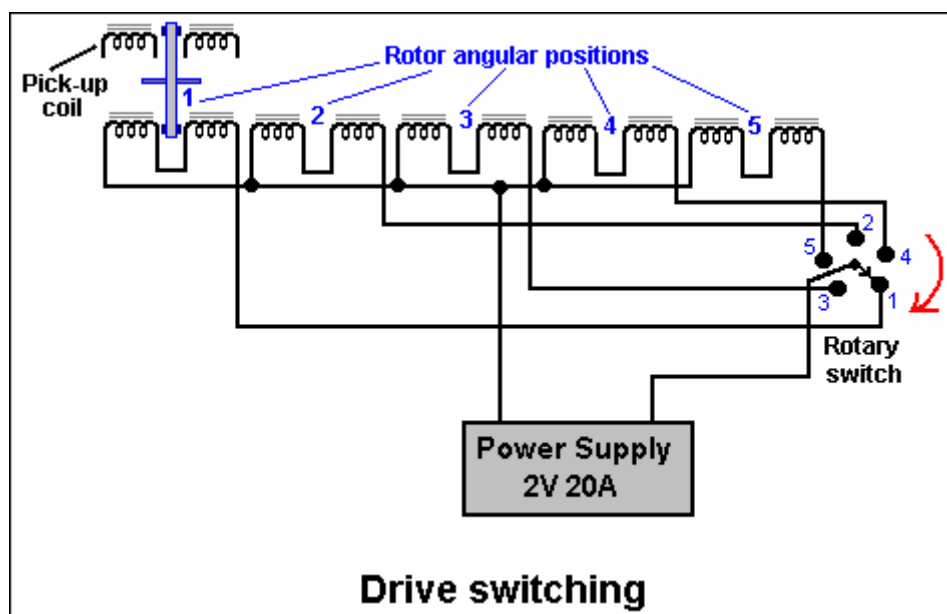 Rotor angular positions
Pick-up
coil
1
2
3
4
5
2
5
4
3
1
Rotary
switch
Power Supply
2V 20A
Drive switching